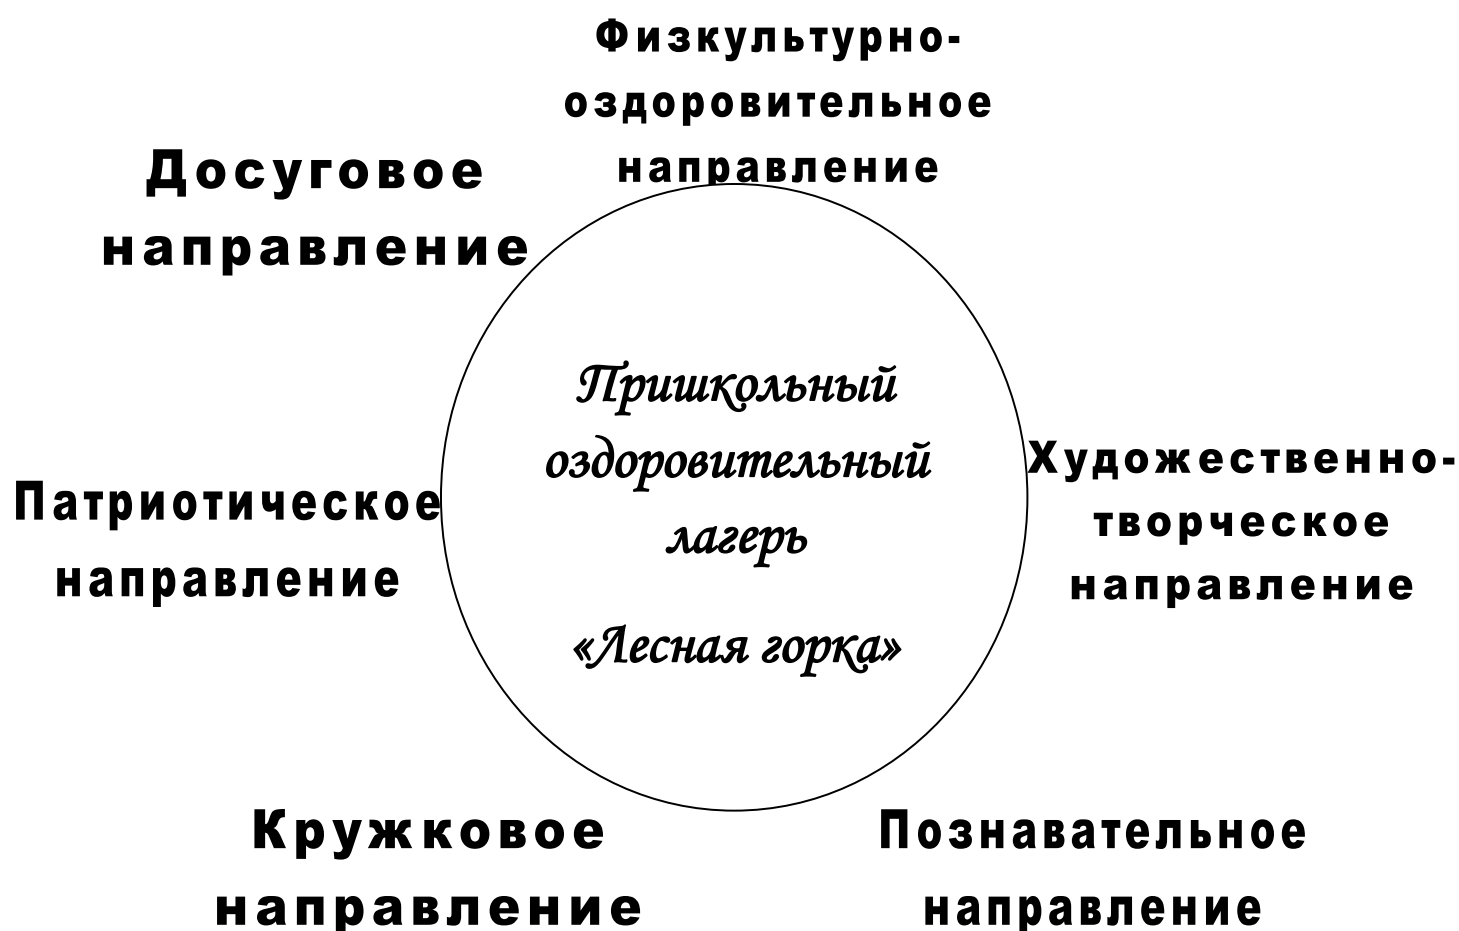 Физкультурно-
оздоровительное
направление
Досуговое
направление
Пришкольный
оздоровительный
лагерь
«Лесная горка»
Художественно-
творческое
направление
Патриотическое
направление
Кружковое
направление
Познавательное
направление